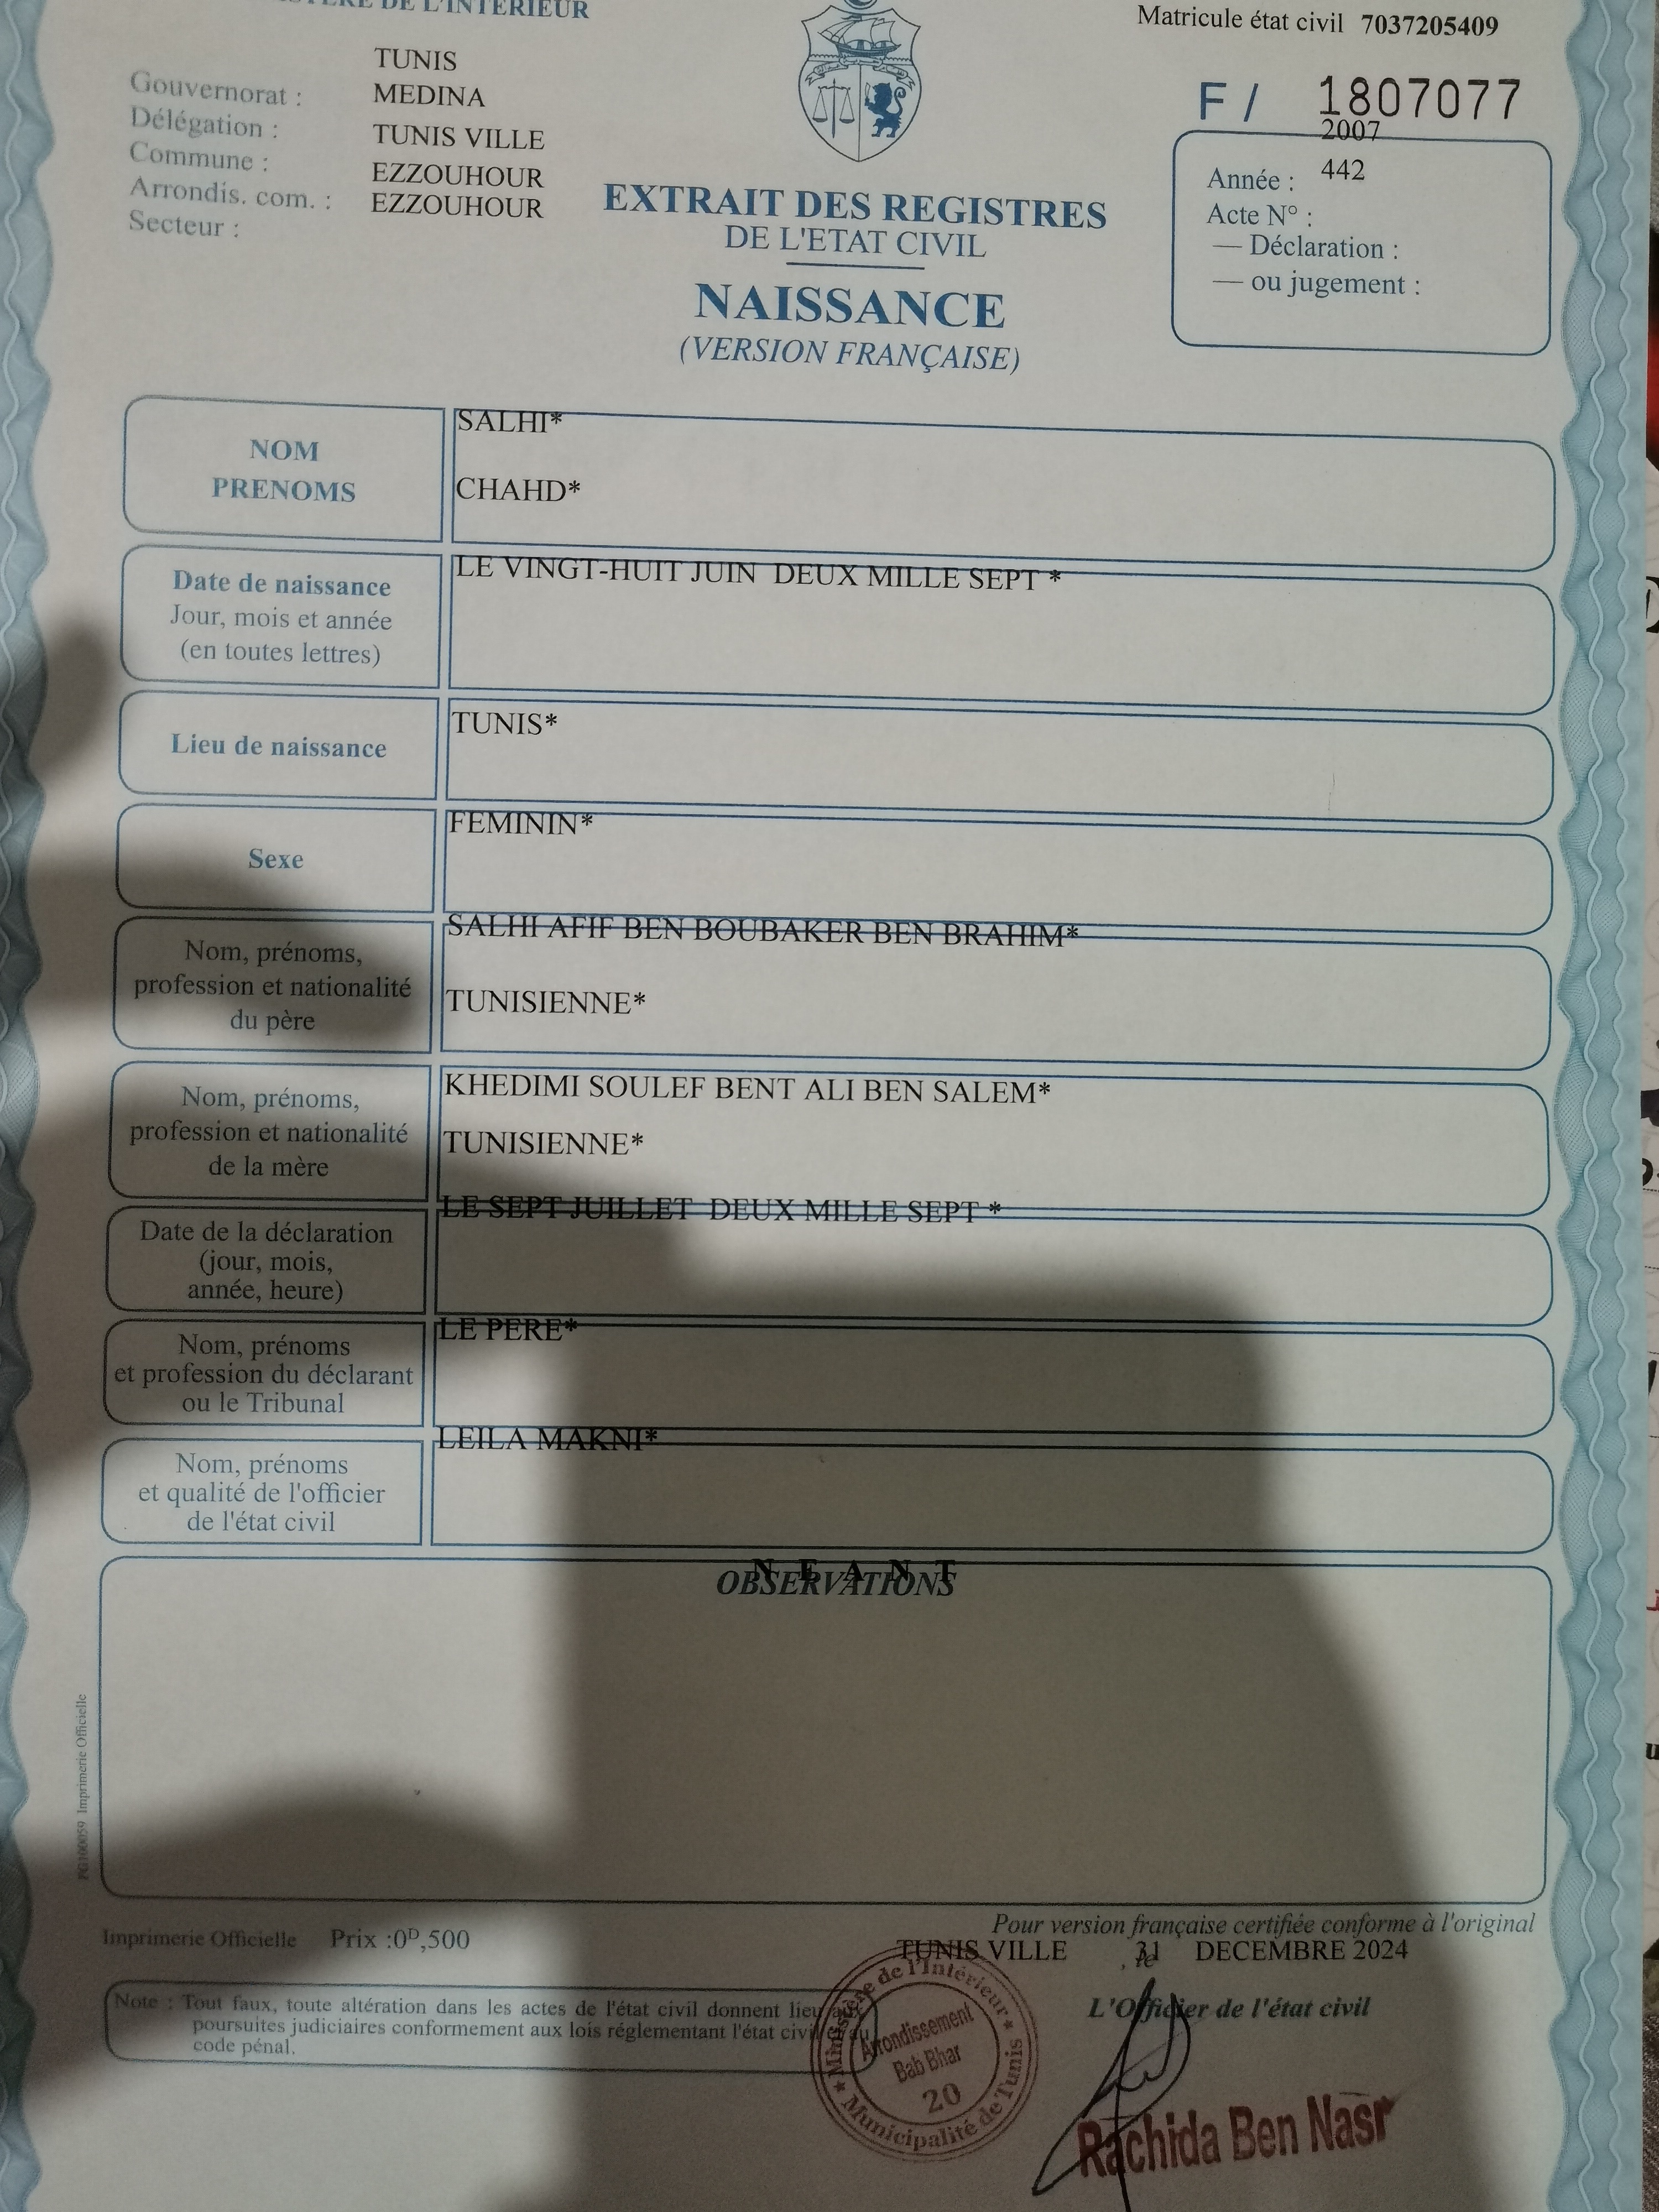 MINISTERE DE L'INTERIEUR
Matricule état civil 7037205409
Gouvernorat : TUNIS
Délégation : MEDINA
Commune : TUNIS VILLE
Arrondis. com. : EZZOUHOUR
Secteur : EZZOUHOUR
F / 1807077
2007
Année : 442
Acte N° :
— Déclaration :
— ou jugement :
EXTRAIT DES REGISTRES
DE L'ETAT CIVIL
NAISSANCE
(VERSION FRANÇAISE)
NOM
PRENOMS
SALHI*
CHAHD*
Date de naissance
Jour, mois et année
(en toutes lettres)
LE VINGT-HUIT JUIN DEUX MILLE SEPT *
Lieu de naissance
TUNIS*
Sexe
FEMININ*
Nom, prénoms,
profession et nationalité
du père
SALHI AFIF BEN BOUBAKER BEN BRAHIM*
TUNISIENNE*
Nom, prénoms,
profession et nationalité
de la mère
KHEDIMI SOULEF BENT ALI BEN SALEM*
TUNISIENNE*
Date de la déclaration
(jour, mois,
année, heure)
LE SEPT JUILLET DEUX MILLE SEPT *
Nom, prénoms
et profession du déclarant
ou le Tribunal
LE PERE*
Nom, prénoms
et qualité de l'officier
de l'état civil
LEILA MAKNI*
N E A N T
OBSERVATIONS
Imprimerie Officielle
Imprimerie Officielle Prix :0ᴰ,500
Pour version française certifiée conforme à l'original
TUNIS VILLE , le 31 DECEMBRE 2024
L'Officier de l'état civil
Note : Tout faux, toute altération dans les actes de l'état civil donnent lieu aux
poursuites judiciaires conformement aux lois réglementant l'état civil et au
code pénal.
Ministère de l'Intérieur
Arrondissement
Bab Bhar
20
Municipalité de Tunis
Rachida Ben Nasr